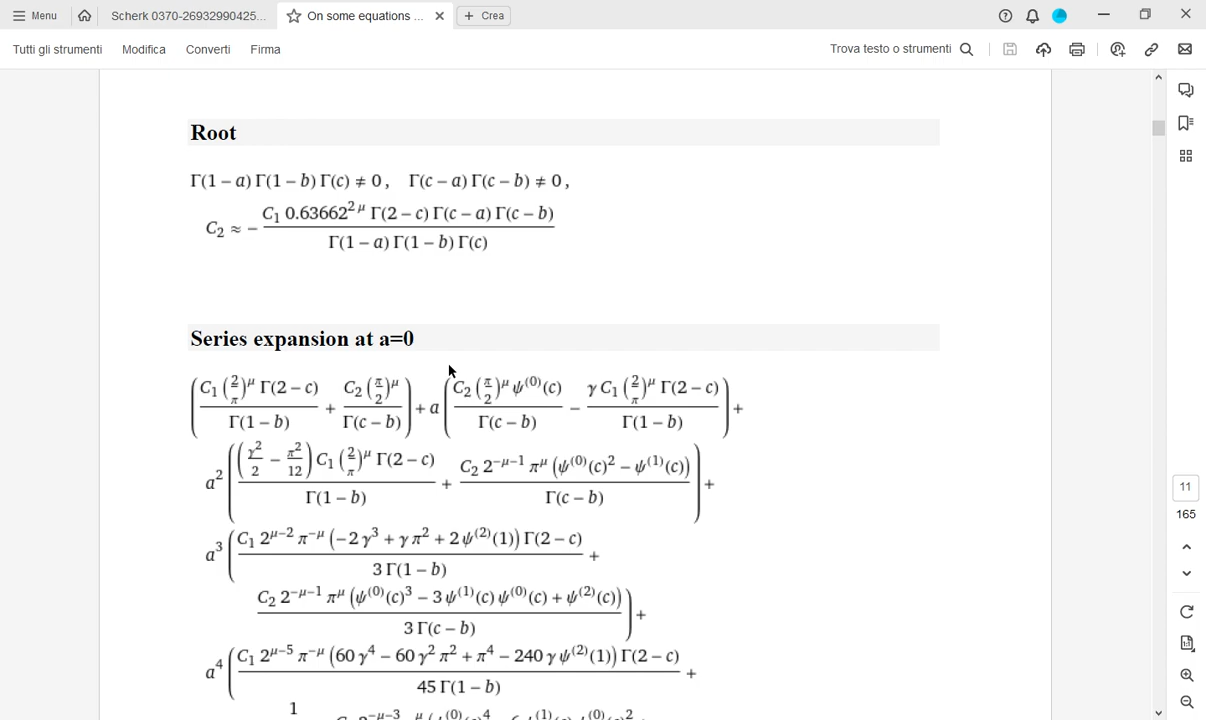 Menu Scherk 0370-26932990425... On some equations ... Crea
Tutti gli strumenti Modifica Converti Firma Trova testo o strumenti
Root
Γ(1 − a) Γ(1 − b) Γ(c) ≠ 0, Γ(c − a) Γ(c − b) ≠ 0,
C₂ ≈ − (C₁ 0.63662^(2 μ) Γ(2 − c) Γ(c − a) Γ(c − b)) / (Γ(1 − a) Γ(1 − b) Γ(c))
Series expansion at a=0
( C₁ (2/π)^μ Γ(2 − c) / Γ(1 − b) + C₂ (π/2)^μ / Γ(c − b) ) + a ( C₂ (π/2)^μ ψ^(0)(c) / Γ(c − b) − γ C₁ (2/π)^μ Γ(2 − c) / Γ(1 − b) ) +
a² ( (γ²/2 − π²/12) C₁ (2/π)^μ Γ(2 − c) / Γ(1 − b) + C₂ 2^(−μ−1) π^μ (ψ^(0)(c)² − ψ^(1)(c)) / Γ(c − b) ) +
a³ ( C₁ 2^(μ−2) π^(−μ) (−2 γ³ + γ π² + 2 ψ^(2)(1)) Γ(2 − c) / 3 Γ(1 − b) +
C₂ 2^(−μ−1) π^μ (ψ^(0)(c)³ − 3 ψ^(1)(c) ψ^(0)(c) + ψ^(2)(c)) / 3 Γ(c − b) ) +
a⁴ ( C₁ 2^(μ−5) π^(−μ) (60 γ⁴ − 60 γ² π² + π⁴ − 240 γ ψ^(2)(1)) Γ(2 − c) / 45 Γ(1 − b) +
1
11
165